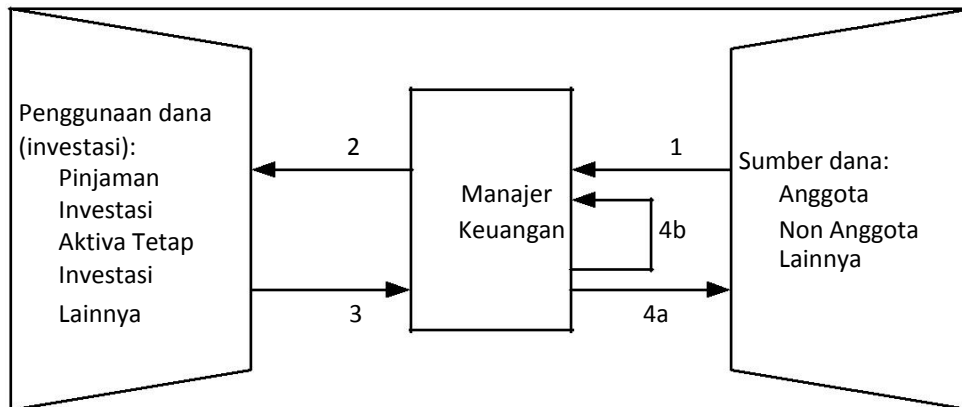 Penggunaan dana
(investasi):
Pinjaman
Investasi
Aktiva Tetap
Investasi
Lainnya
2
3
Manajer
Keuangan
1
4b
4a
Sumber dana:
Anggota
Non Anggota
Lainnya